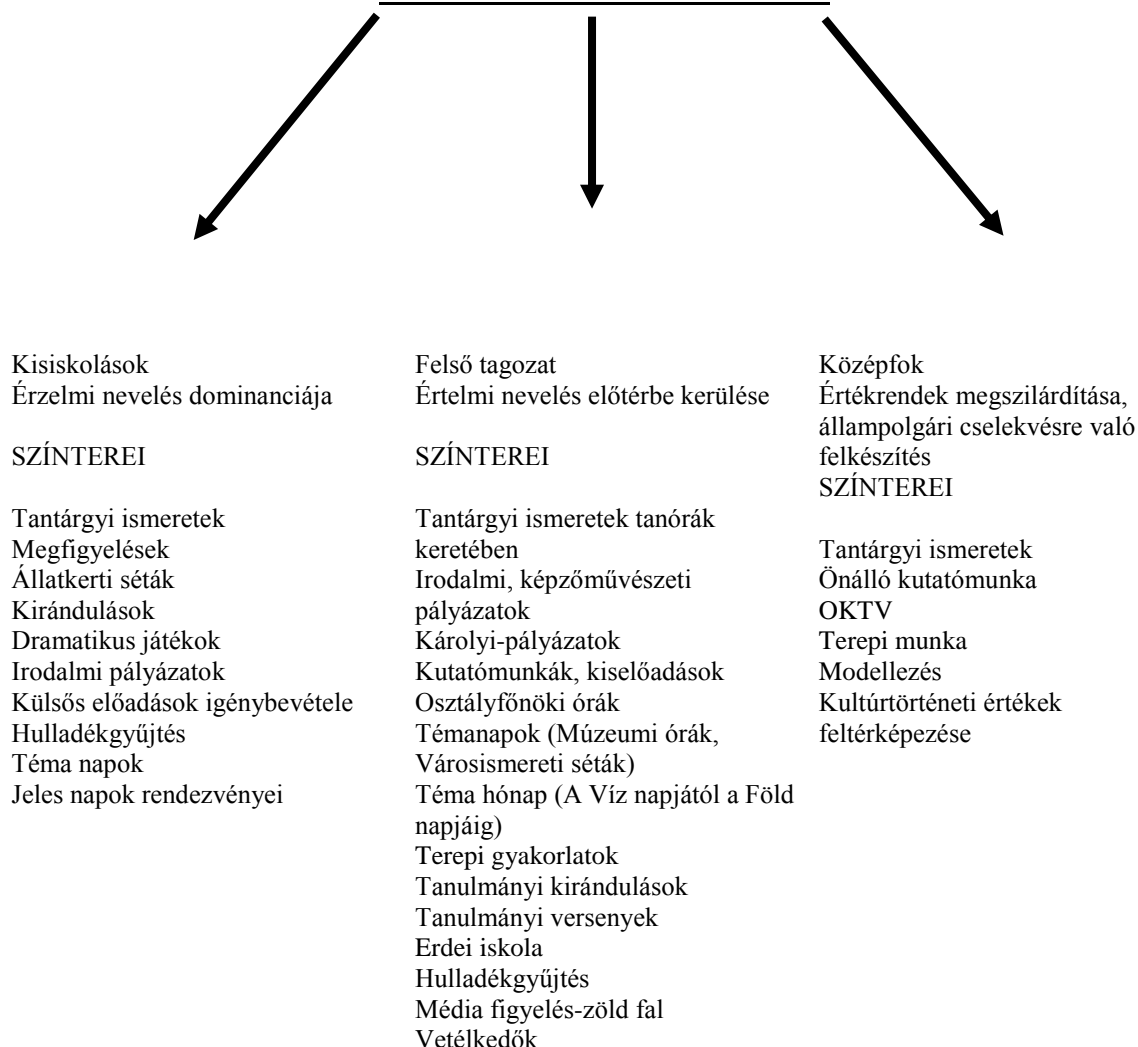 Kisiskolások
Érzelmi nevelés dominanciája
SZÍNTEREI
Tantárgyi ismeretek
Megfigyelések
Állatkerti séták
Kirándulások
Dramatikus játékok
Irodalmi pályázatok
Külsős előadások igénybevétele
Hulladékgyűjtés
Téma napok
Jeles napok rendezvényei
Felső tagozat
Értelmi nevelés előtérbe kerülése
SZÍNTEREI
Tantárgyi ismeretek tanórák
keretében
Irodalmi, képzőművészeti
pályázatok
Károlyi-pályázatok
Kutatómunkák, kiselőadások
Osztályfőnöki órák
Témanapok (Múzeumi órák,
Városismereti séták)
Téma hónap (A Víz napjától a Föld
napjáig)
Terepi gyakorlatok
Tanulmányi kirándulások
Tanulmányi versenyek
Erdei iskola
Hulladékgyűjtés
Média figyelés-zöld fal
Vetélkedők
Középfok
Értékrendek megszilárdítása,
állampolgári cselekvésre való
felkészítés
SZÍNTEREI
Tantárgyi ismeretek
Önálló kutatómunka
OKTV
Terepi munka
Modellezés
Kultúrtörténeti értékek
feltérképezése